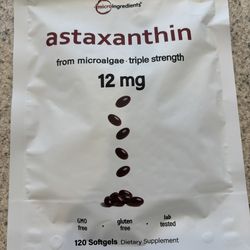 microingredients
astaxanthin
from microalgae · triple strength
12 mg
GMO free · gluten free · lab tested
120 Softgels Dietary Supplement